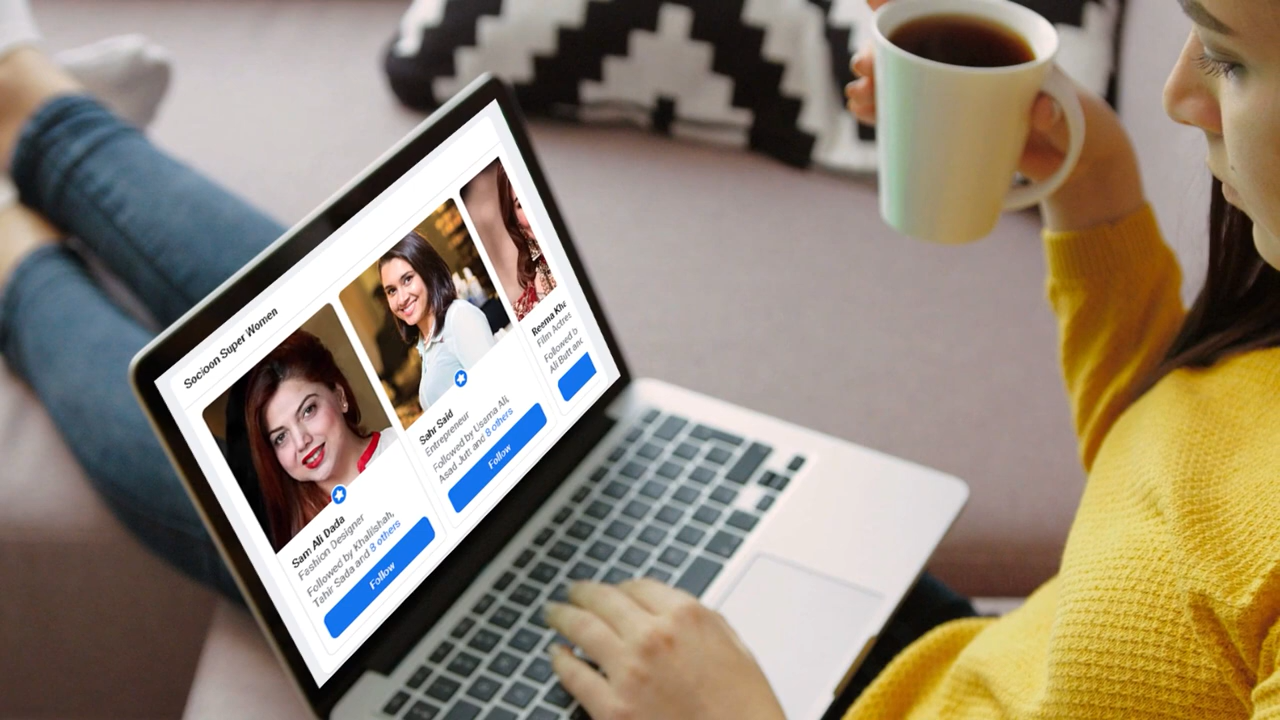 Socioon Super Women
Sam Ali Dada
Fashion Designer
Followed by Khalilshah,
Tahir Sada and 8 others
Follow
Sahr Said
Entrepreneur
Followed by Usama Ali,
Asad Jutt and 8 others
Follow
Reema Kha
Film Actres
Followed b
Ali Butt and